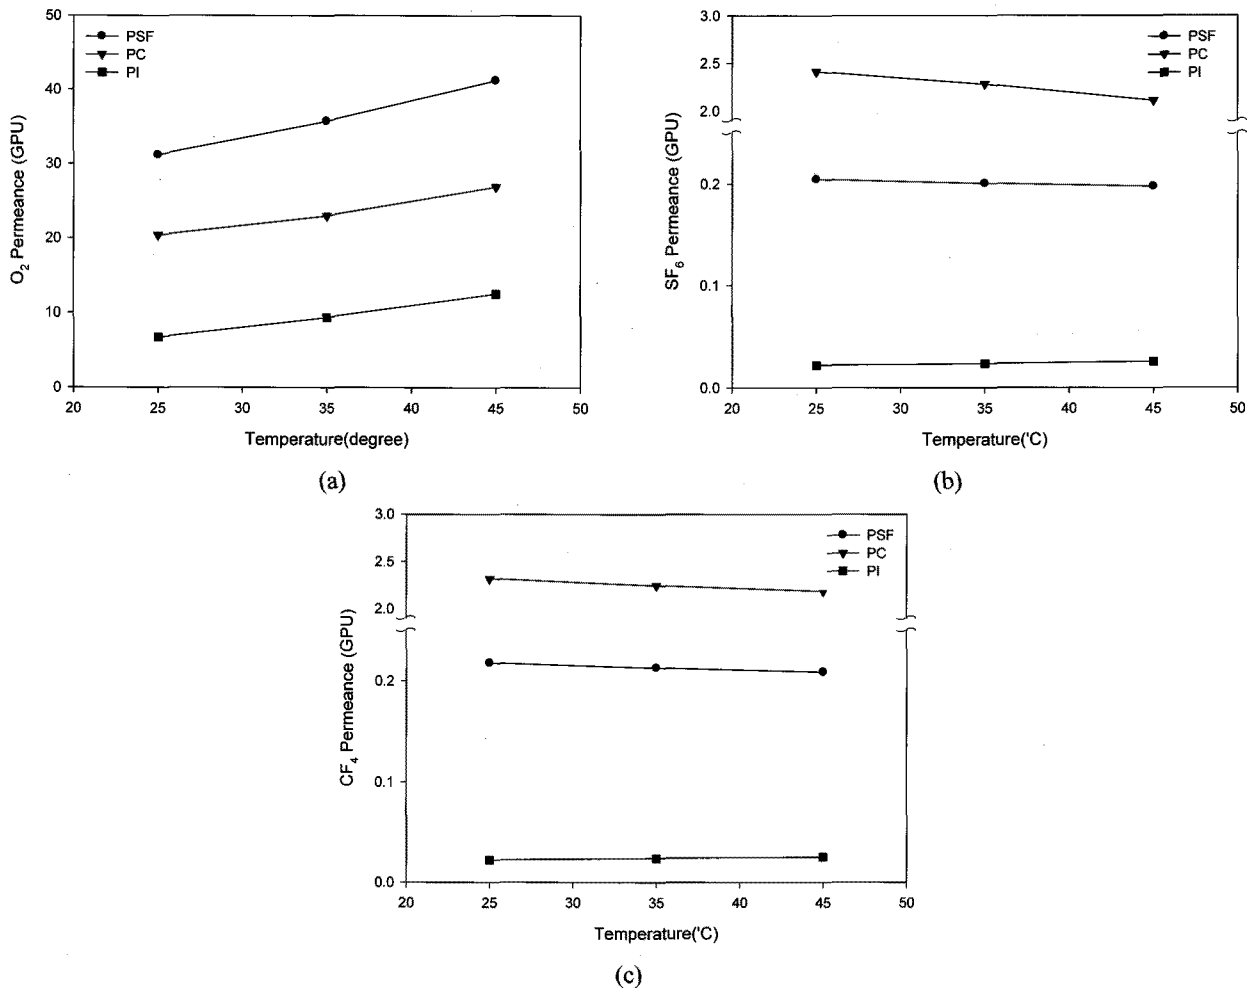 50
40
30
20
10
0
O2 Permeance (GPU)
PSF
PC
PI
20 25 30 35 40 45 50
Temperature(degree)
(a)
3.0
2.5
2.0
0.2
0.1
0.0
SF6 Permeance (GPU)
PSF
PC
PI
20 25 30 35 40 45 50
Temperature('C)
(b)
3.0
2.5
2.0
0.2
0.1
0.0
CF4 Permeance (GPU)
PSF
PC
PI
20 25 30 35 40 45 50
Temperature('C)
(c)